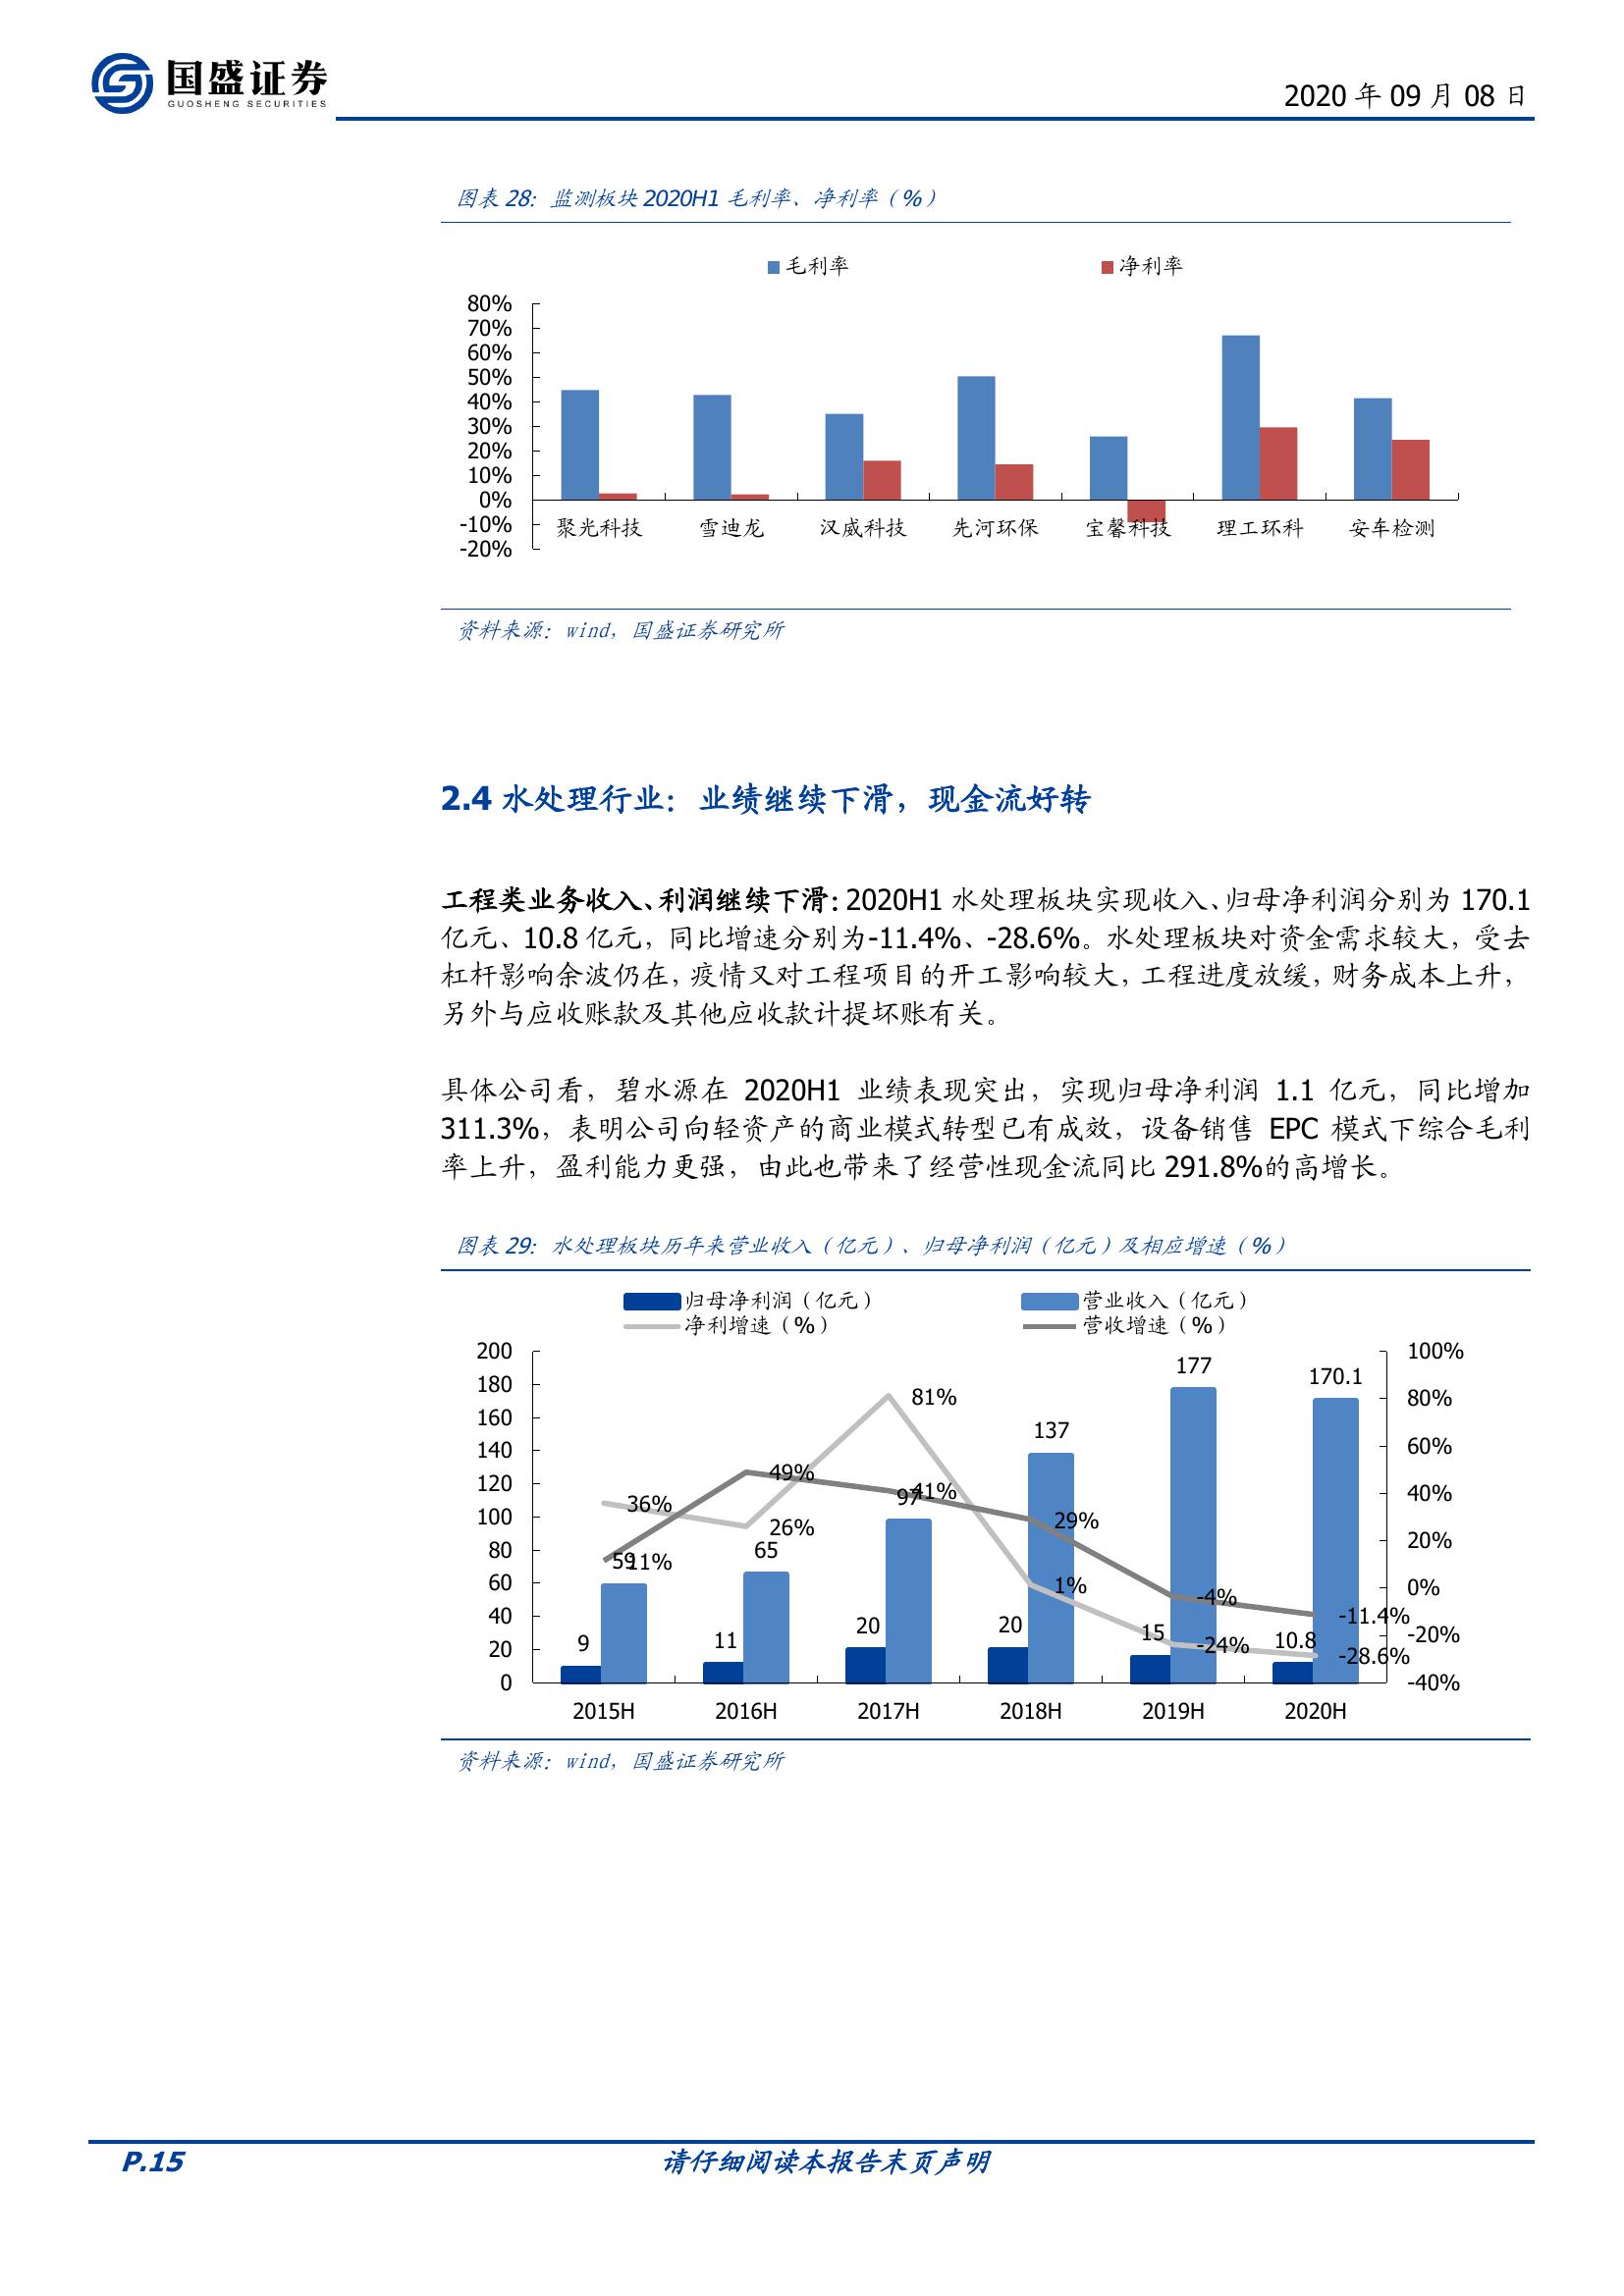 国盛证券
GUOSHENG SECURITIES
2020 年 09 月 08 日
图表 28：监测板块 2020H1 毛利率、净利率（%）
毛利率 净利率
80%
70%
60%
50%
40%
30%
20%
10%
0%
-10%
-20%
聚光科技 雪迪龙 汉威科技 先河环保 宝馨科技 理工环科 安车检测
资料来源：wind，国盛证券研究所
2.4 水处理行业：业绩继续下滑，现金流好转
工程类业务收入、利润继续下滑：2020H1 水处理板块实现收入、归母净利润分别为 170.1
亿元、10.8 亿元，同比增速分别为-11.4%、-28.6%。水处理板块对资金需求较大，受去
杠杆影响余波仍在，疫情又对工程项目的开工影响较大，工程进度放缓，财务成本上升，
另外与应收账款及其他应收款计提坏账有关。
具体公司看，碧水源在 2020H1 业绩表现突出，实现归母净利润 1.1 亿元，同比增加
311.3%，表明公司向轻资产的商业模式转型已有成效，设备销售 EPC 模式下综合毛利
率上升，盈利能力更强，由此也带来了经营性现金流同比 291.8%的高增长。
图表 29：水处理板块历年来营业收入（亿元）、归母净利润（亿元）及相应增速（%）
归母净利润（亿元） 营业收入（亿元）
净利增速（%） 营收增速（%）
200
180
160
140
120
100
80
60
40
20
0
100%
80%
60%
40%
20%
0%
-20%
-40%
9 11 20 20 15 10.8
59 65 97 137 177 170.1
36% 26% 81% 1% -24% -28.6%
11% 49% 41% 29% -4% -11.4%
2015H 2016H 2017H 2018H 2019H 2020H
资料来源：wind，国盛证券研究所
P.15 请仔细阅读本报告末页声明